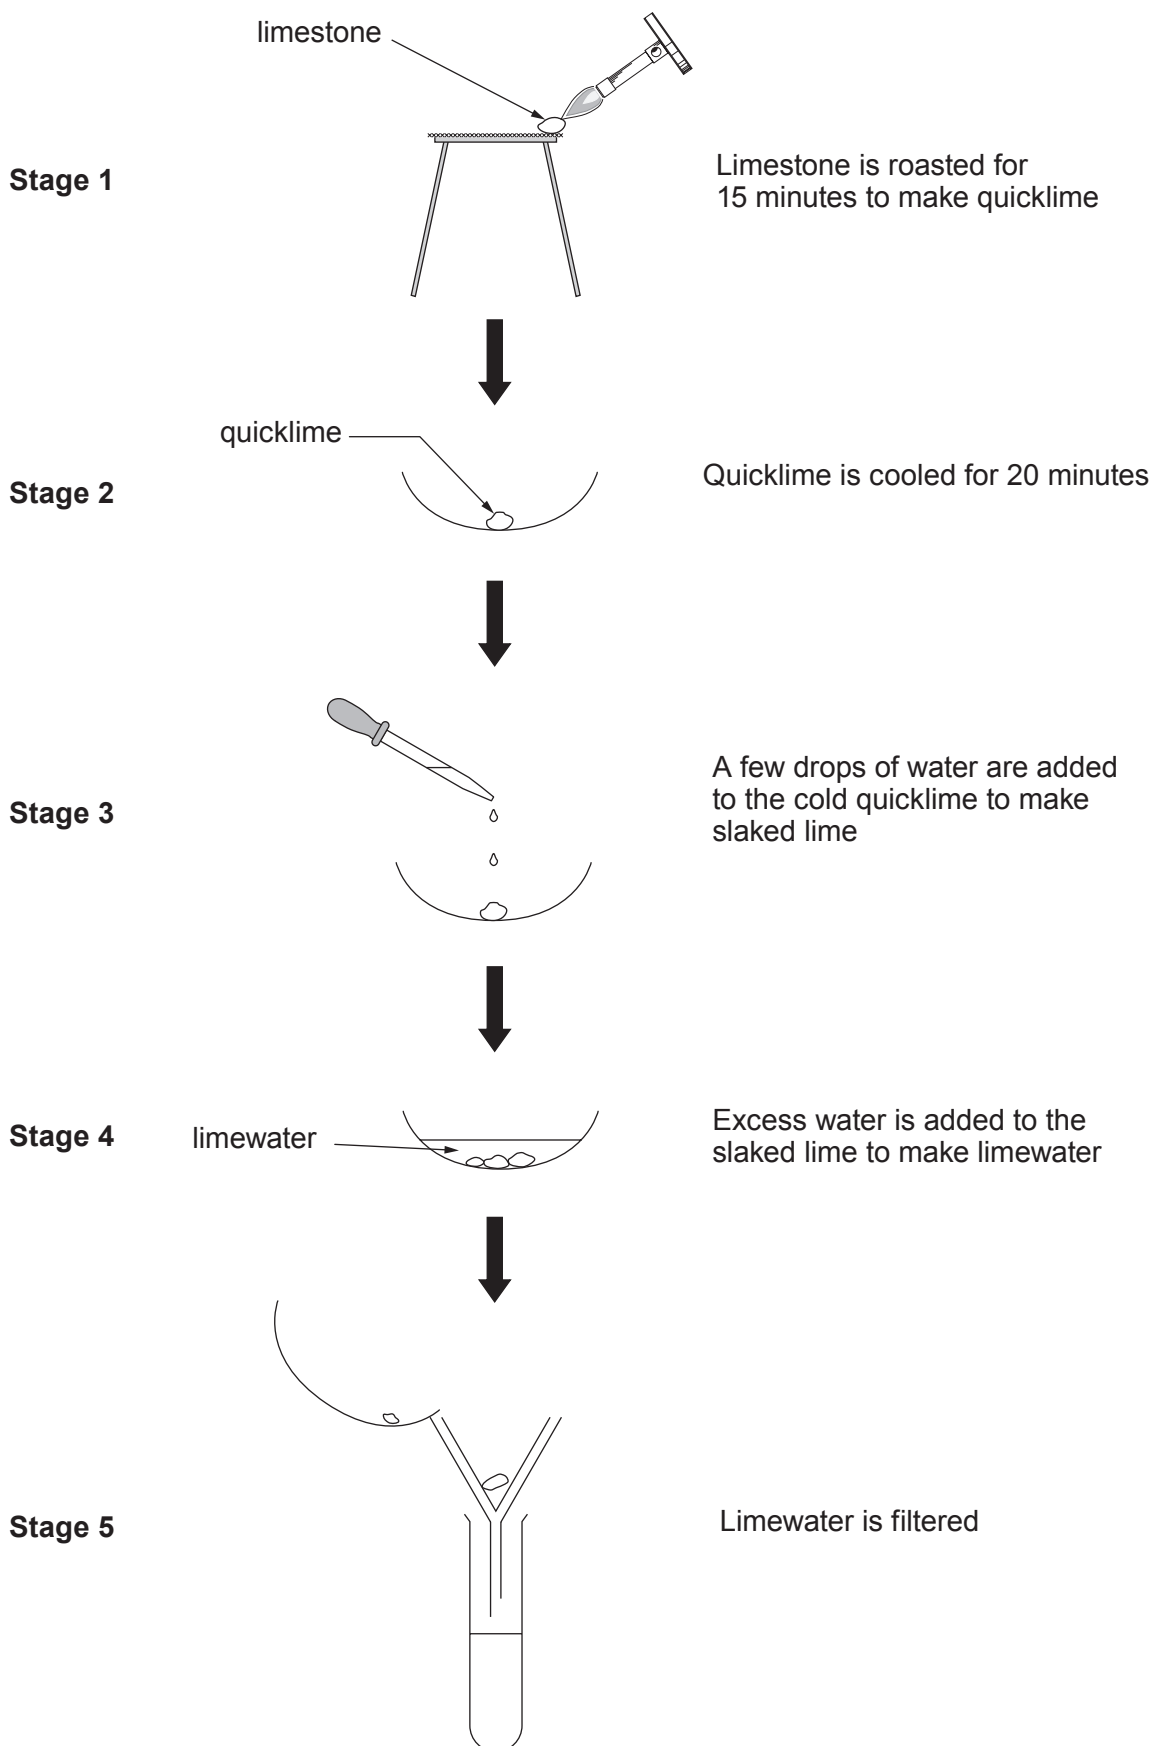 limestone
Stage 1
Limestone is roasted for
15 minutes to make quicklime
quicklime
Stage 2
Quicklime is cooled for 20 minutes
Stage 3
A few drops of water are added
to the cold quicklime to make
slaked lime
Stage 4
limewater
Excess water is added to the
slaked lime to make limewater
Stage 5
Limewater is filtered